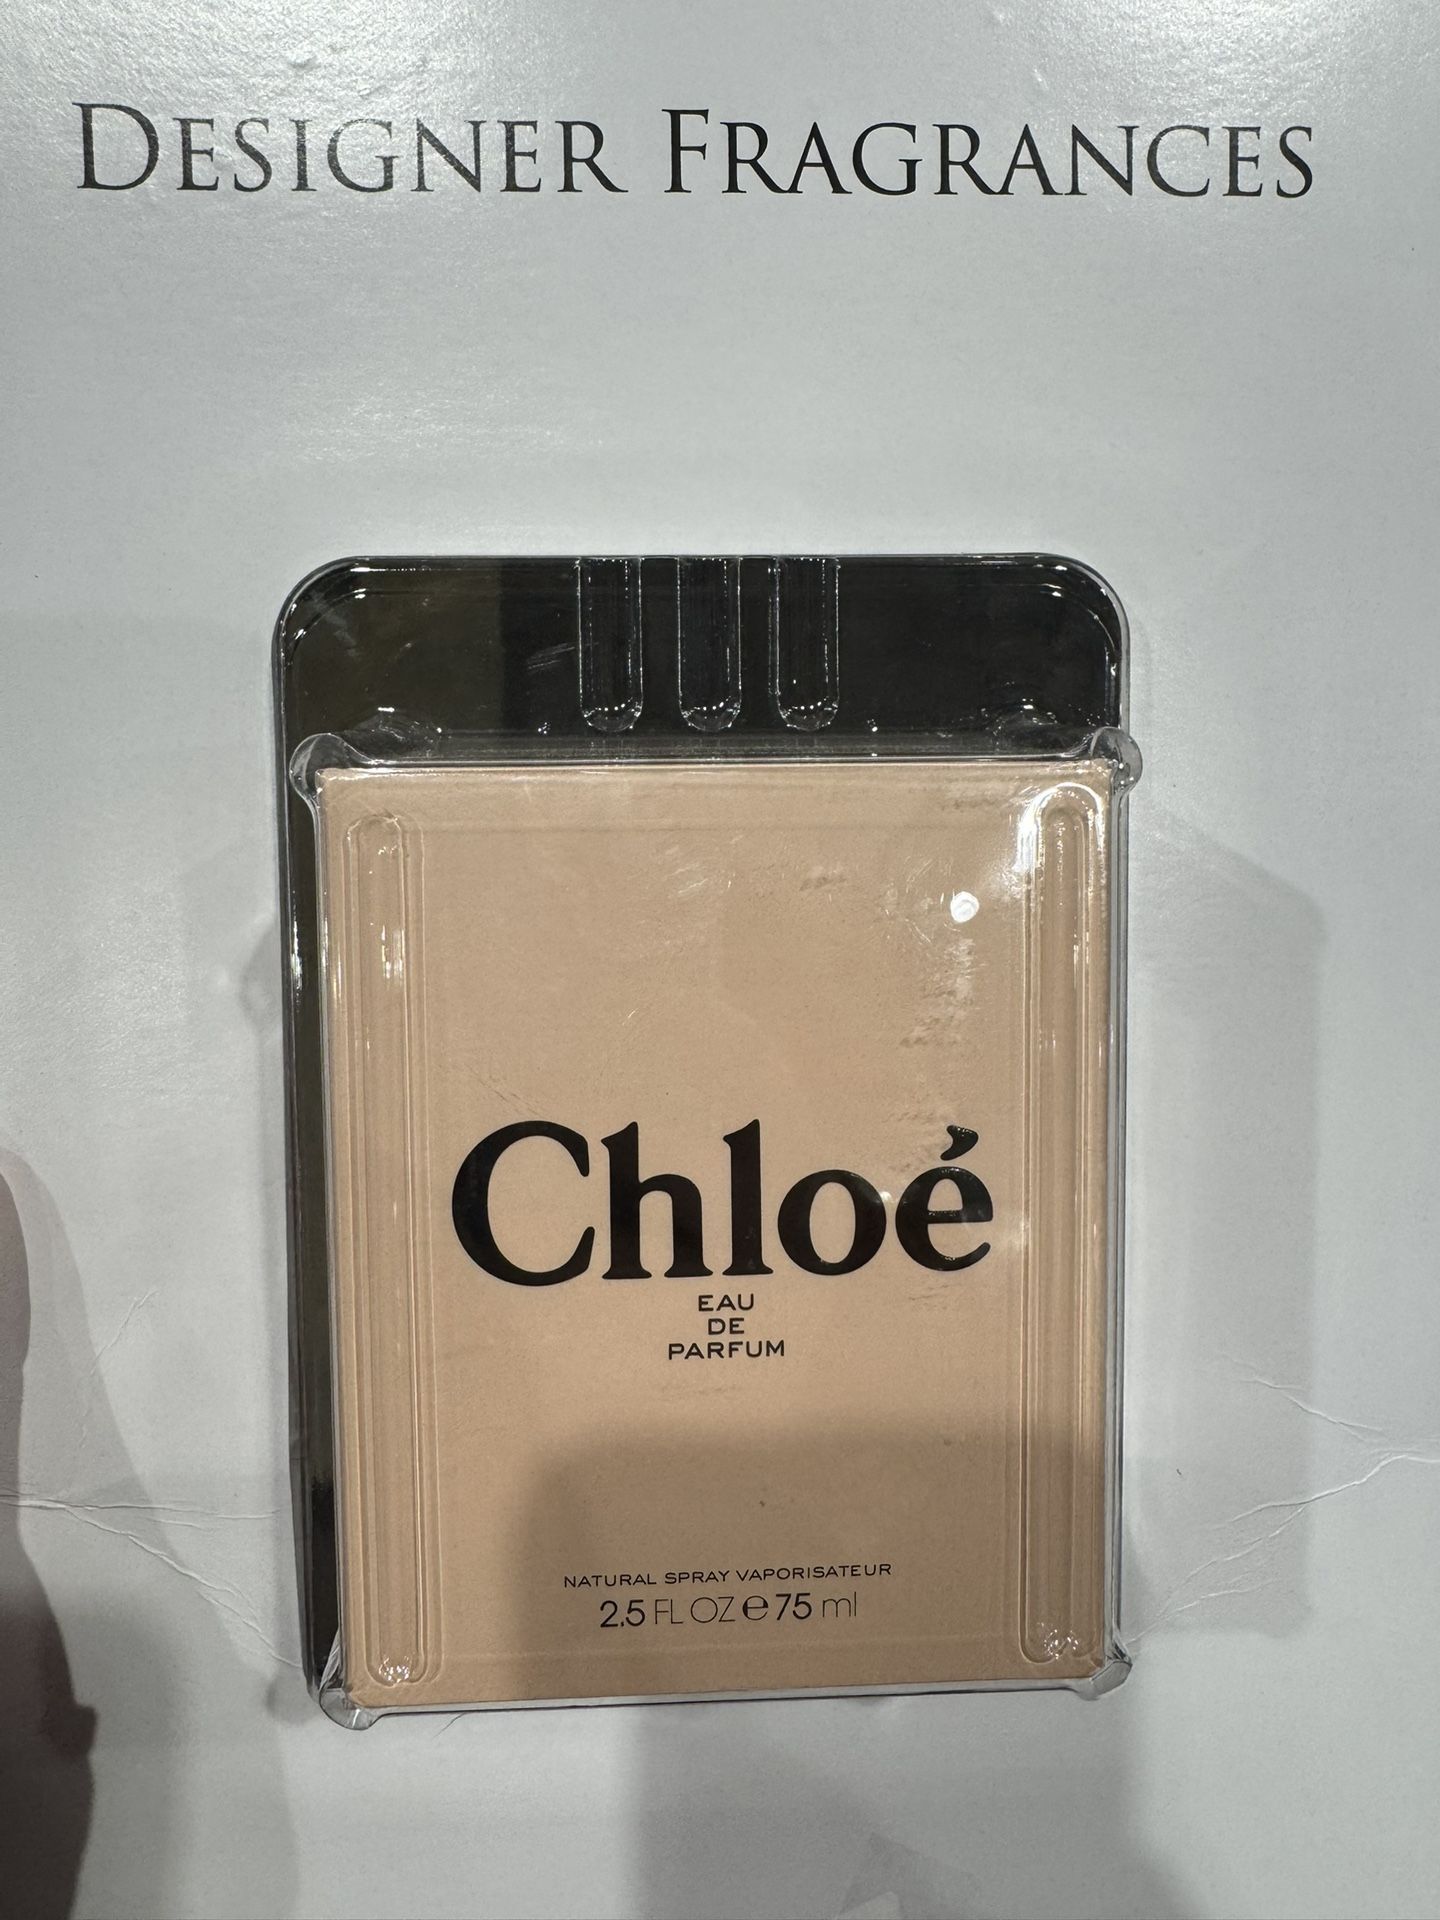 DESIGNER FRAGRANCES
Chloé
EAU
DE
PARFUM
NATURAL SPRAY VAPORISATEUR
2.5 FL OZ e 75 ml